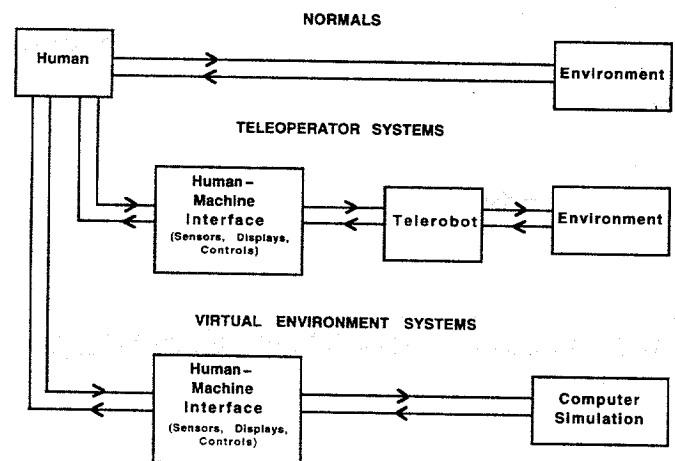 NORMALS
Human
Environment
TELEOPERATOR SYSTEMS
Human-
Machine
Interface
(Sensors, Displays,
Controls)
Telerobot
Environment
VIRTUAL ENVIRONMENT SYSTEMS
Human-
Machine
Interface
(Sensors, Displays,
Controls)
Computer
Simulation